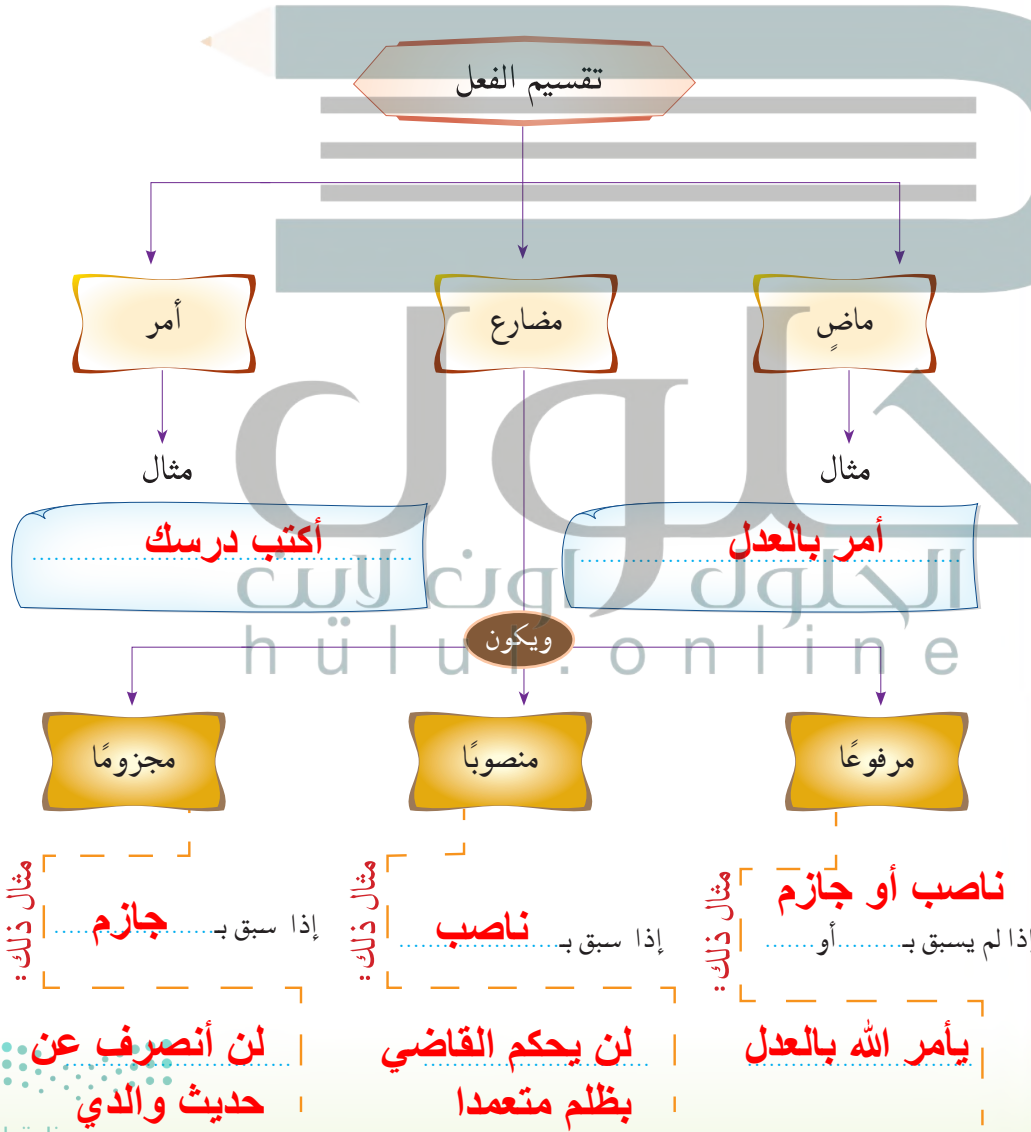 تقسيم الفعل
ماضٍ
مضارع
أمر
مثال
مثال
أمر بالعدل
أكتب درسك
حلول
الحلول اون لاين
hülul.online
ويكون
مرفوعًا
منصوبًا
مجزومًا
ناصب أو جازم
إذا لم يسبق بـ..........أو......
مثال ذلك :
إذا سبق بـ ناصب
مثال ذلك :
إذا سبق بـ جازم
مثال ذلك :
يأمر الله بالعدل
لن يحكم القاضي
بظلم متعمدا
لن أنصرف عن
حديث والدي